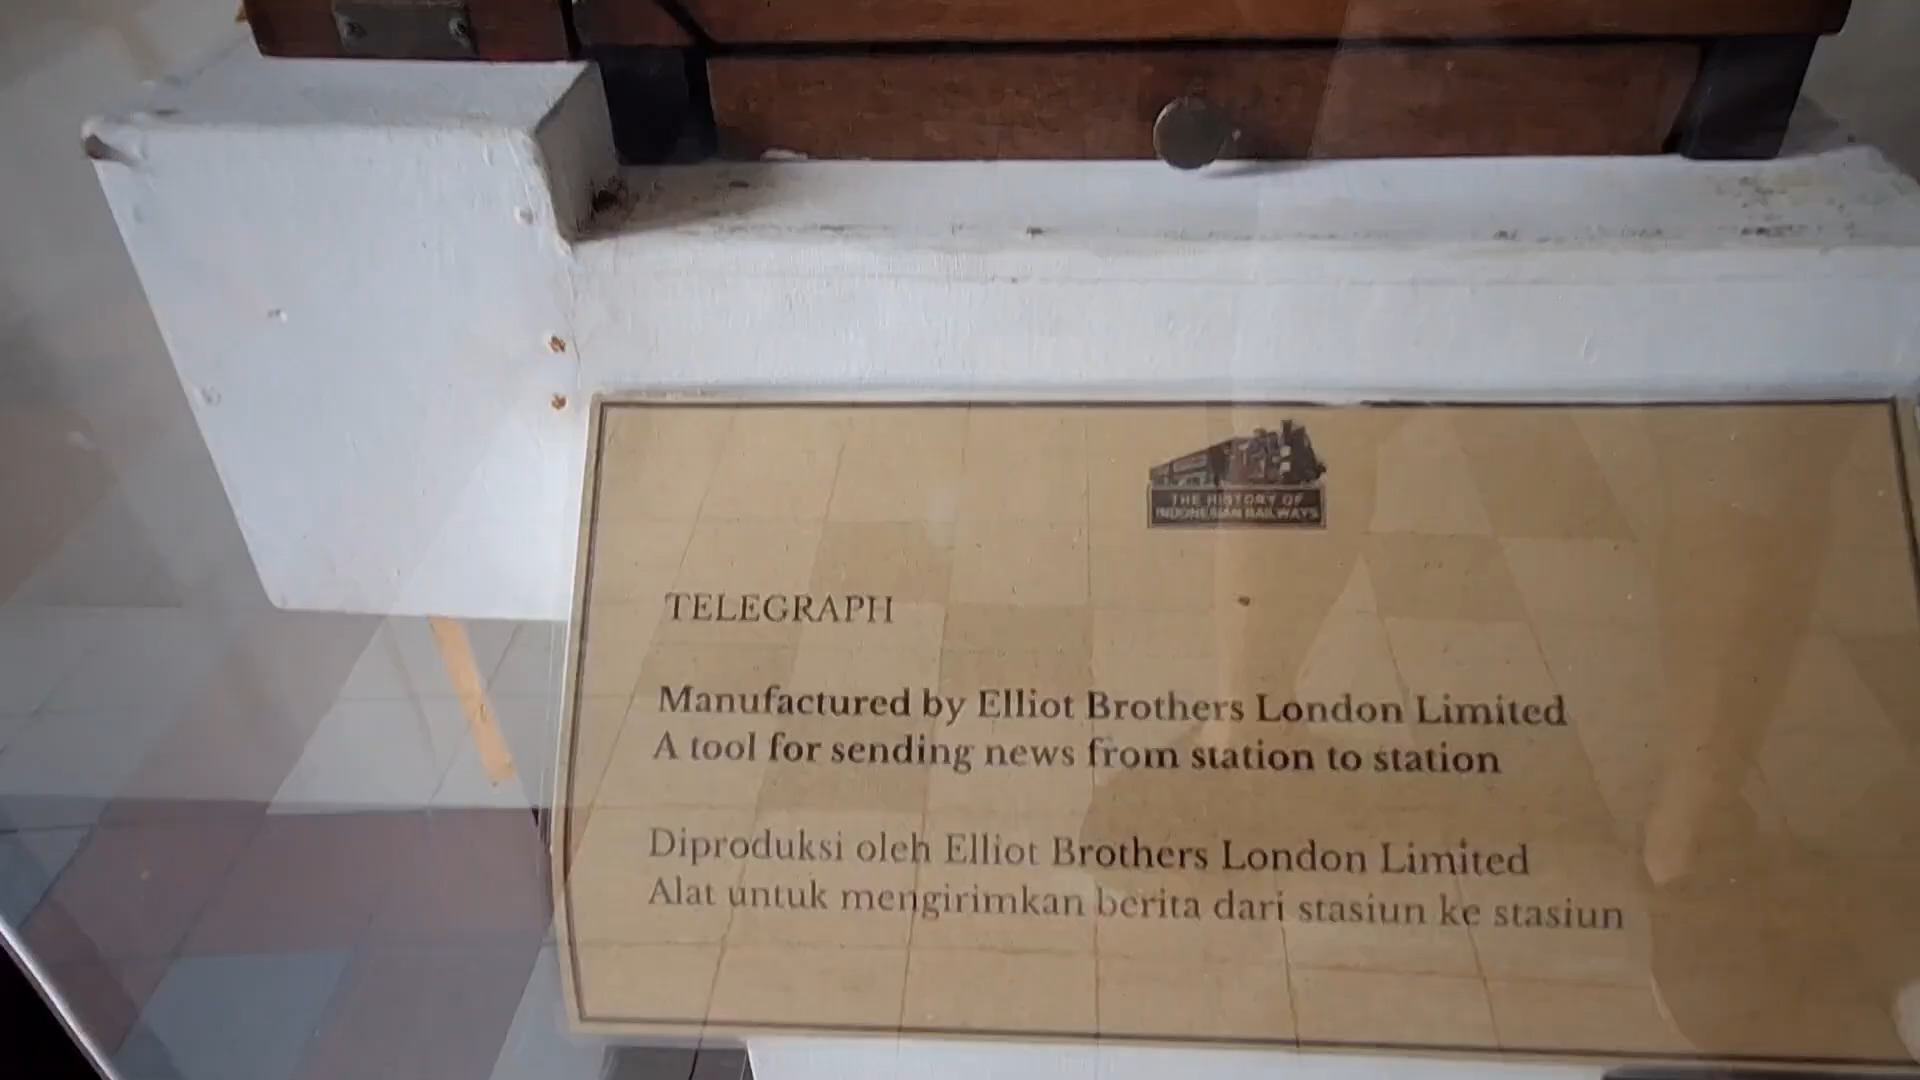 THE HISTORY OF
INDONESIAN RAILWAYS
TELEGRAPH
Manufactured by Elliot Brothers London Limited
A tool for sending news from station to station
Diproduksi oleh Elliot Brothers London Limited
Alat untuk mengirimkan berita dari stasiun ke stasiun